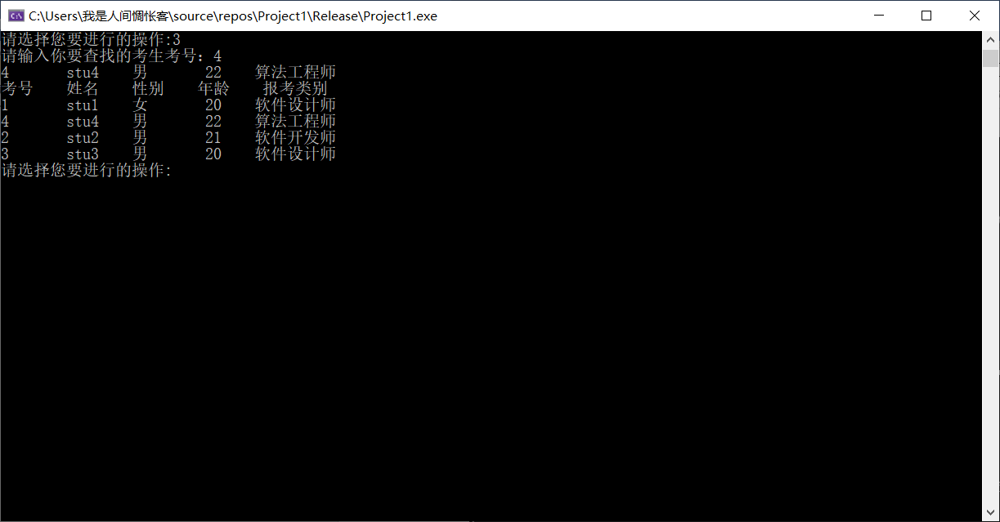 C:\Users\我是人间惆怅客\source\repos\Project1\Release\Project1.exe
请选择您要进行的操作:3
请输入你要查找的考生考号：4
4 stu4 男 22 算法工程师
考号 姓名 性别 年龄 报考类别
1 stu1 女 20 软件设计师
4 stu4 男 22 算法工程师
2 stu2 男 21 软件开发师
3 stu3 男 20 软件设计师
请选择您要进行的操作: